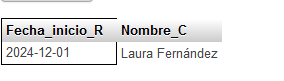 Fecha_inicio_R Nombre_C
2024-12-01 Laura Fernández